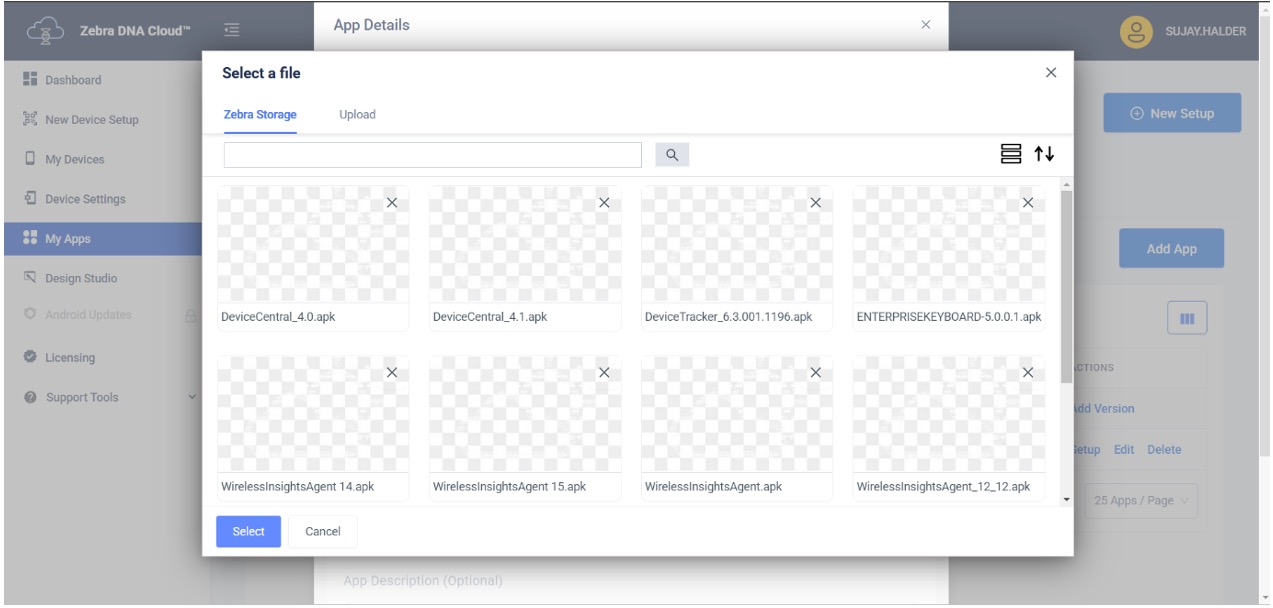 Zebra DNA Cloud™
App Details
SUJAY.HALDER
Dashboard
New Device Setup
My Devices
Device Settings
My Apps
Design Studio
Android Updates
Licensing
Support Tools
Select a file
Zebra Storage
Upload
DeviceCentral_4.0.apk
DeviceCentral_4.1.apk
DeviceTracker_6.3.001.1196.apk
ENTERPRISEKEYBOARD-5.0.0.1.apk
WirelessInsightsAgent 14.apk
WirelessInsightsAgent 15.apk
WirelessInsightsAgent.apk
WirelessInsightsAgent_12_12.apk
Select
Cancel
New Setup
Add App
CTIONS
Add Version
Setup Edit Delete
25 Apps / Page
App Description (Optional)